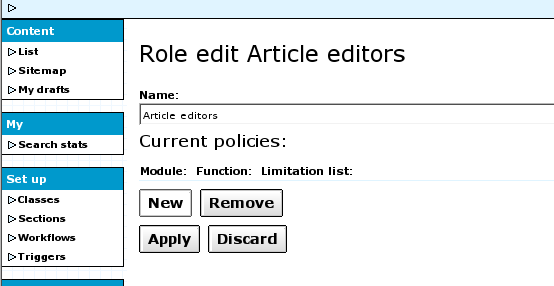 Content
List
Sitemap
My drafts
My
Search stats
Set up
Classes
Sections
Workflows
Triggers
Role edit Article editors
Name:
Article editors
Current policies:
Module: Function: Limitation list:
New Remove
Apply Discard